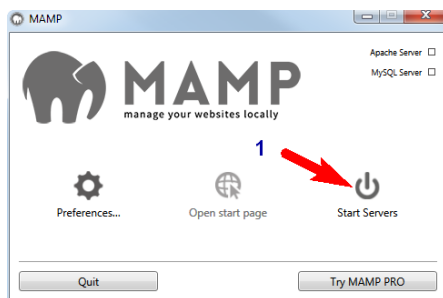 MAMP
Apache Server
MySQL Server
MAMP
manage your websites locally
1
Preferences...
Open start page
Start Servers
Quit
Try MAMP PRO